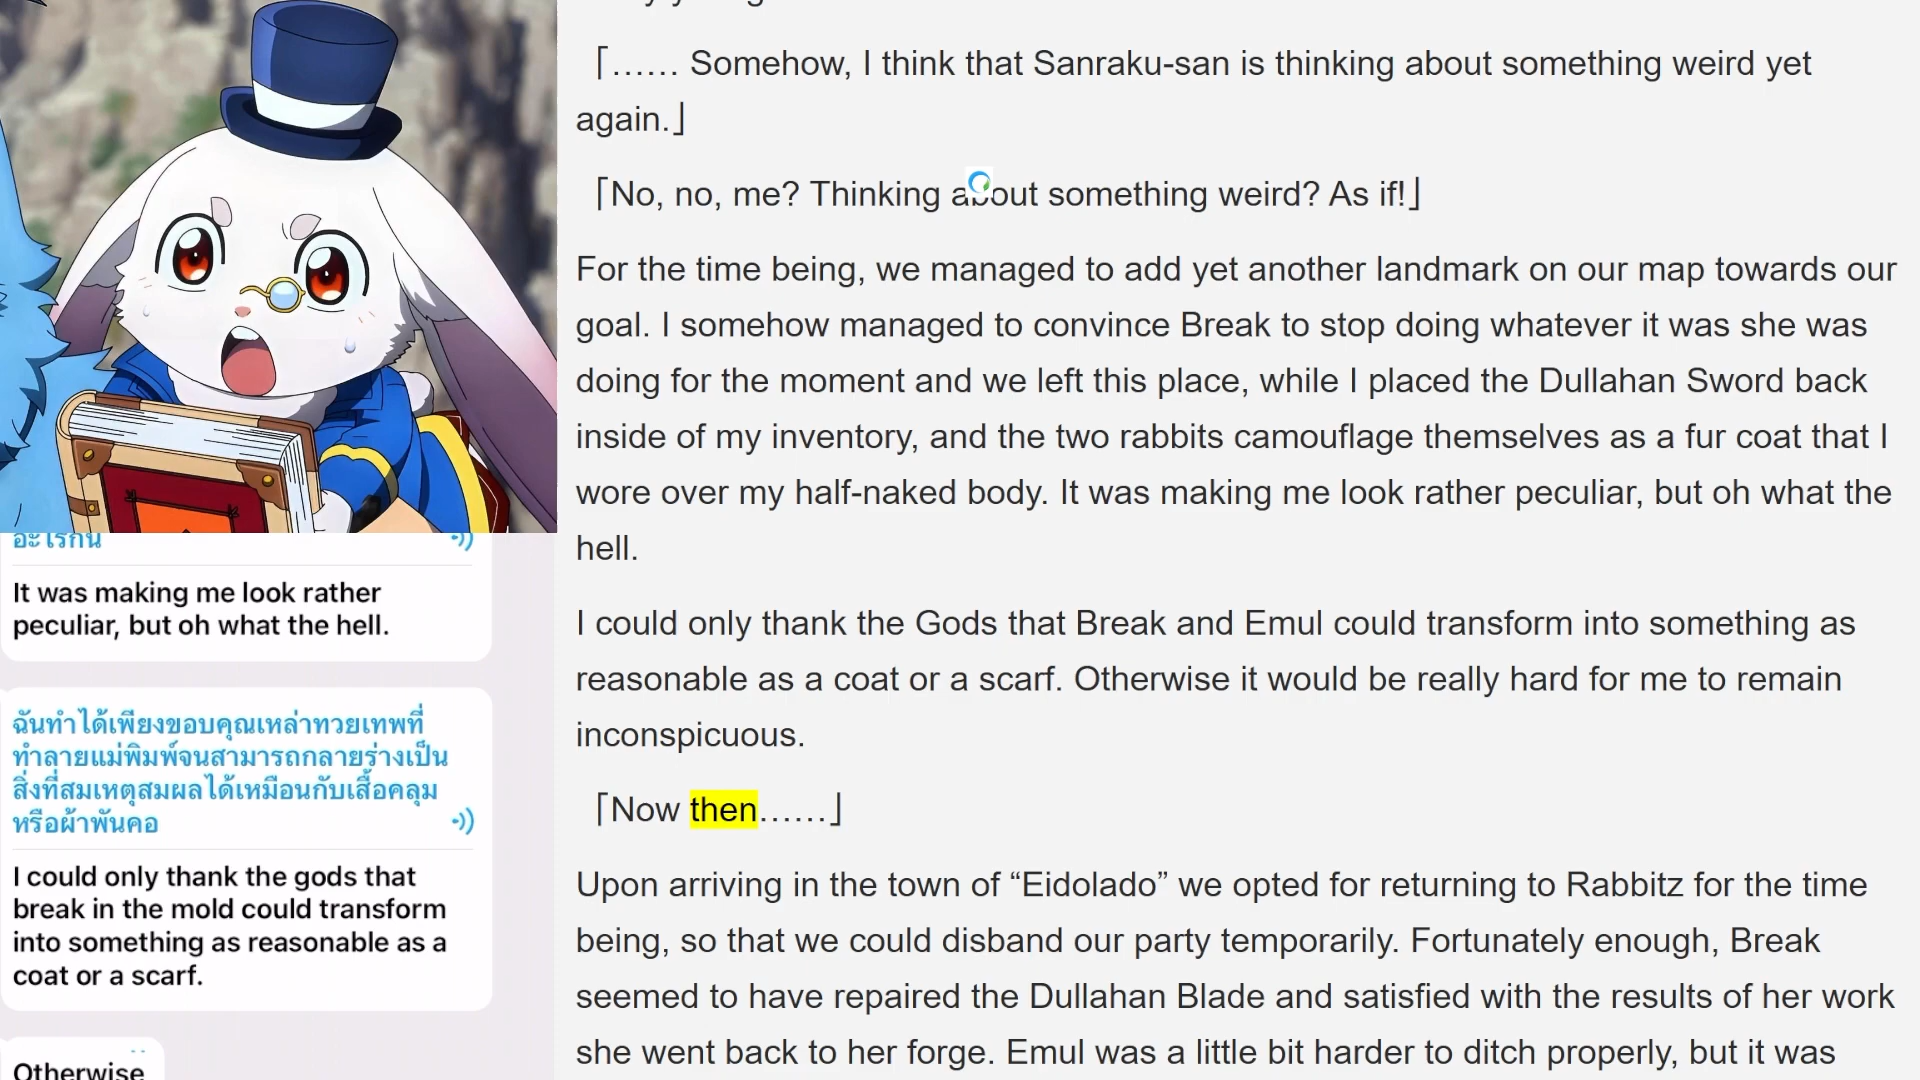 「…… Somehow, I think that Sanraku-san is thinking about something weird yet
again.」
「No, no, me? Thinking about something weird? As if!」
For the time being, we managed to add yet another landmark on our map towards our
goal. I somehow managed to convince Break to stop doing whatever it was she was
doing for the moment and we left this place, while I placed the Dullahan Sword back
inside of my inventory, and the two rabbits camouflage themselves as a fur coat that I
wore over my half-naked body. It was making me look rather peculiar, but oh what the
hell.
I could only thank the Gods that Break and Emul could transform into something as
reasonable as a coat or a scarf. Otherwise it would be really hard for me to remain
inconspicuous.
「Now then……」
Upon arriving in the town of “Eidolado” we opted for returning to Rabbitz for the time
being, so that we could disband our party temporarily. Fortunately enough, Break
seemed to have repaired the Dullahan Blade and satisfied with the results of her work
she went back to her forge. Emul was a little bit harder to ditch properly, but it was
อะไรกัน
It was making me look rather
peculiar, but oh what the hell.
ฉันทำได้เพียงขอบคุณเหล่าทวยเทพที่
ทำลายแม่พิมพ์จนสามารถกลายร่างเป็น
สิ่งที่สมเหตุสมผลได้เหมือนกับเสื้อคลุม
หรือผ้าพันคอ
I could only thank the gods that
break in the mold could transform
into something as reasonable as a
coat or a scarf.
Otherwise